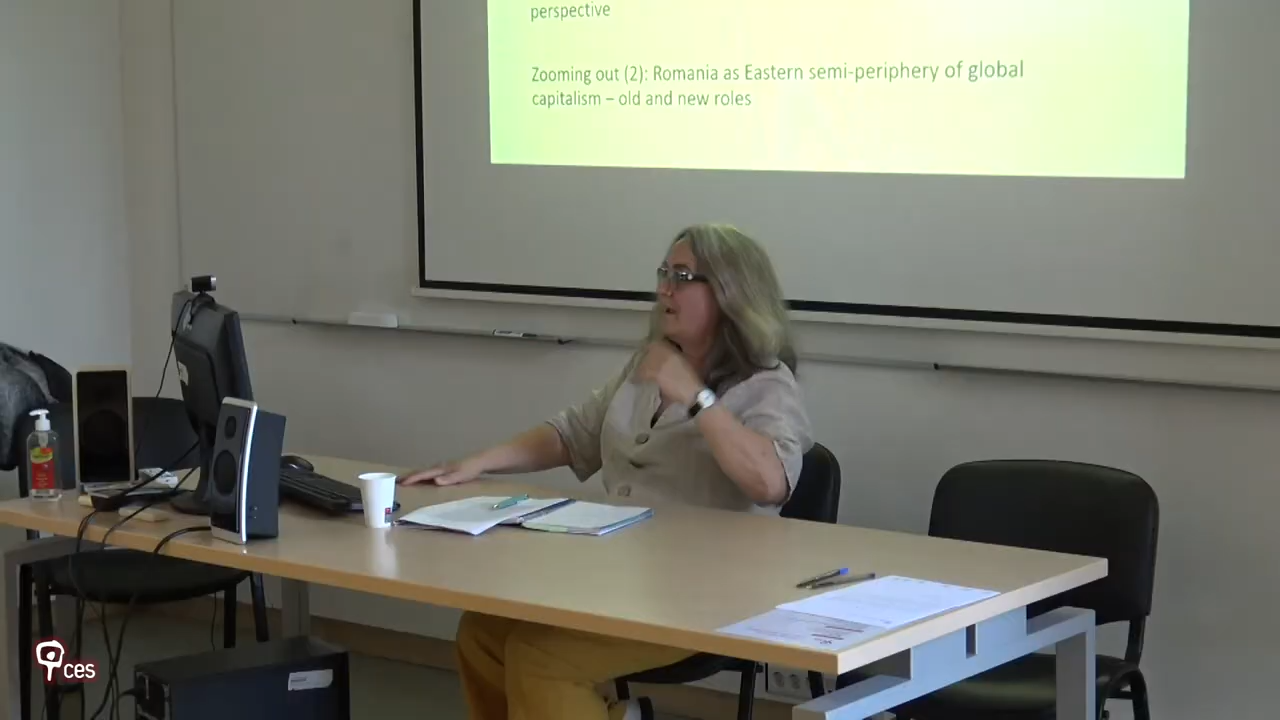 perspective
Zooming out (2): Romania as Eastern semi-periphery of global
capitalism – old and new roles
ces